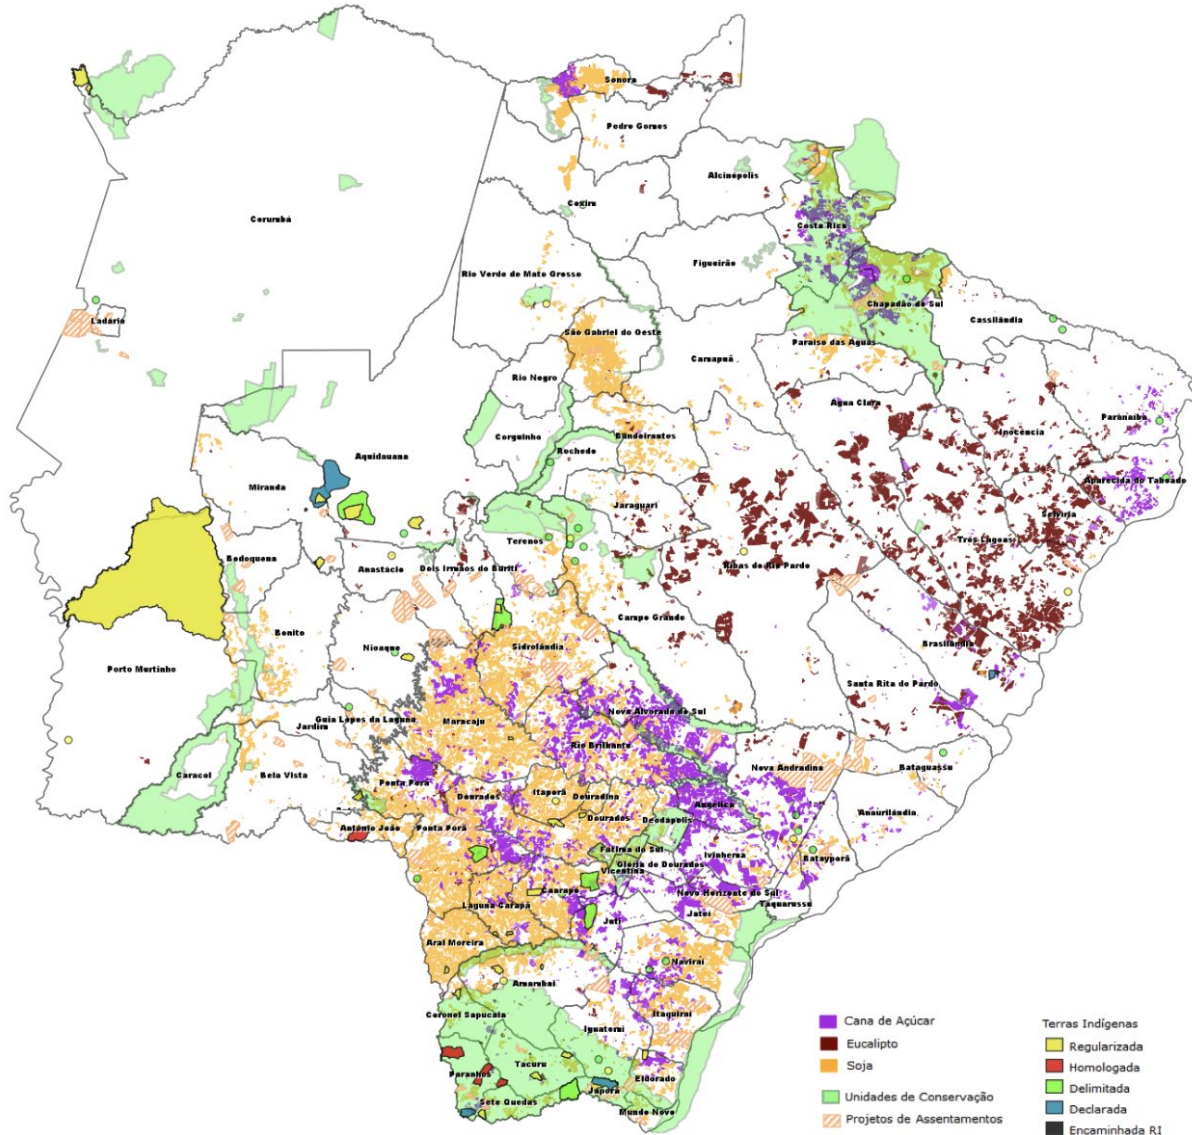 Sonora
Pedro Gomes
Alcinópolis
Coxim
Corumbá
Costa Rica
Figueirão
Rio Verde de Mato Grosso
Chapadão do Sul
Cassilândia
Ladário
São Gabriel do Oeste
Paraíso das Aguas
Camapuã
Rio Negro
Agua Clara
Paranaíba
Corguinho
Bandeirantes
Inocência
Rochedo
Aquidauana
Miranda
Aparecida do Taboado
Jaraguari
Selvíria
Terenos
Três Lagoas
Bodoquena
Anastácio
Dois Irmãos do Buriti
Ribas do Rio Pardo
Campo Grande
Bonito
Nioaque
Sidrolândia
Brasilândia
Porto Murtinho
Santa Rita do Pardo
Guia Lopes da Laguna
Nova Alvorada do Sul
Jardim
Maracaju
Rio Brilhante
Caracol
Bela Vista
Nova Andradina
Bataguassu
Ponta Porã
Dourados
Itaporã
Douradina
Angélica
Anaurilândia
Antônio João
Ponta Porã
Dourados
Deodápolis
Fátima do Sul
Ivinhema
Batayporã
Glória de Dourados
Vicentina
Caarapó
Novo Horizonte do Sul
Taquarussu
Laguna Carapã
Juti
Jateí
Aral Moreira
Naviraí
Amambai
Coronel Sapucaia
Iguatemi
Itaquiraí
Tacuru
Paranhos
Eldorado
Japorã
Sete Quedas
Mundo Novo
Cana de Açúcar
Eucalipto
Soja
Unidades de Conservação
Projetos de Assentamentos
Terras Indígenas
Regularizada
Homologada
Delimitada
Declarada
Encaminhada RI